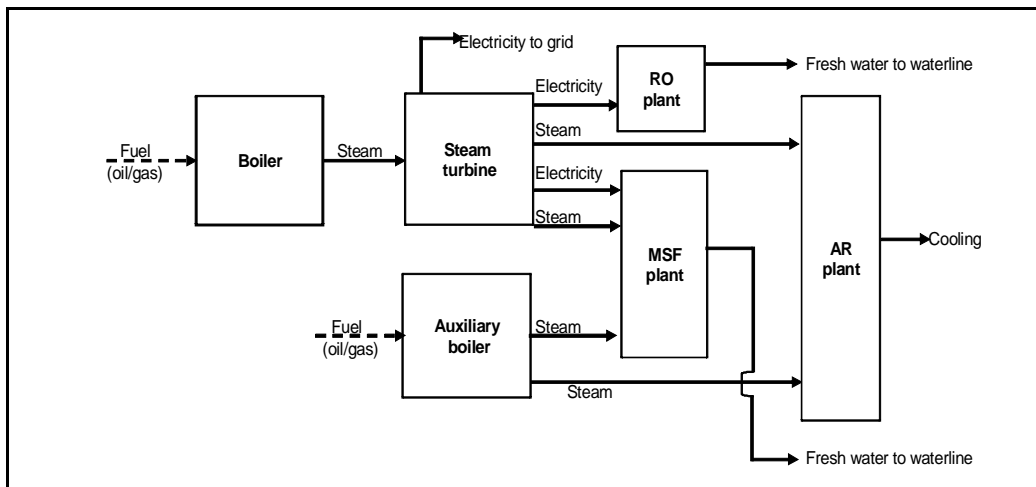 Electricity to grid
Fresh water to waterline
Electricity
RO
plant
Fuel
(oil/gas)
Boiler
Steam
Steam
turbine
Steam
Electricity
Steam
MSF
plant
AR
plant
Cooling
Fuel
(oil/gas)
Auxiliary
boiler
Steam
Steam
Fresh water to waterline